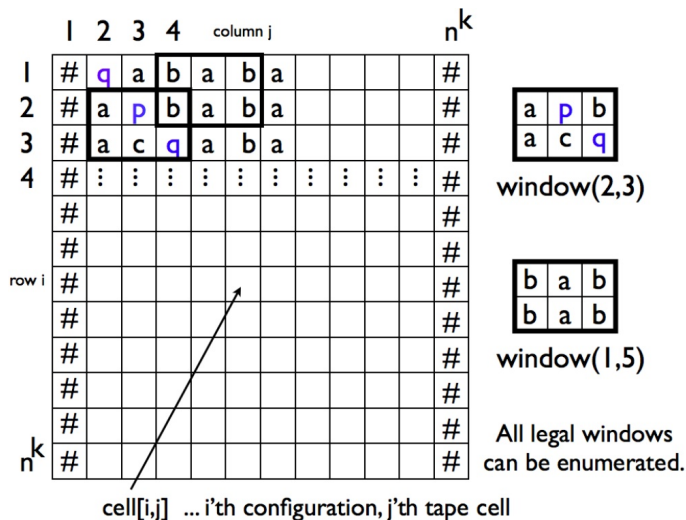 1 2 3 4 column j n^k
1 # q a b a b a #
2 # a p b a b a #
3 # a c q a b a #
4 # ⋮ ⋮ ⋮ ⋮ ⋮ ⋮ ⋮ ⋮ ⋮ ⋮ #
# #
# #
row i # #
# #
# #
# #
# #
n^k # #
a p b
a c q
window(2,3)
b a b
b a b
window(1,5)
All legal windows
can be enumerated.
cell[i,j] ... i'th configuration, j'th tape cell